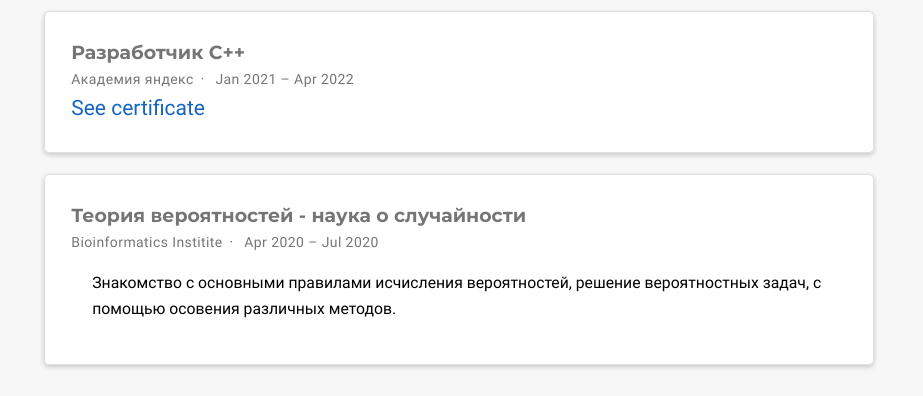 Разработчик C++
Академия яндекс · Jan 2021 – Apr 2022
See certificate
Теория вероятностей - наука о случайности
Bioinformatics Institite · Apr 2020 – Jul 2020
Знакомство с основными правилами исчисления вероятностей, решение вероятностных задач, с
помощью осовения различных методов.